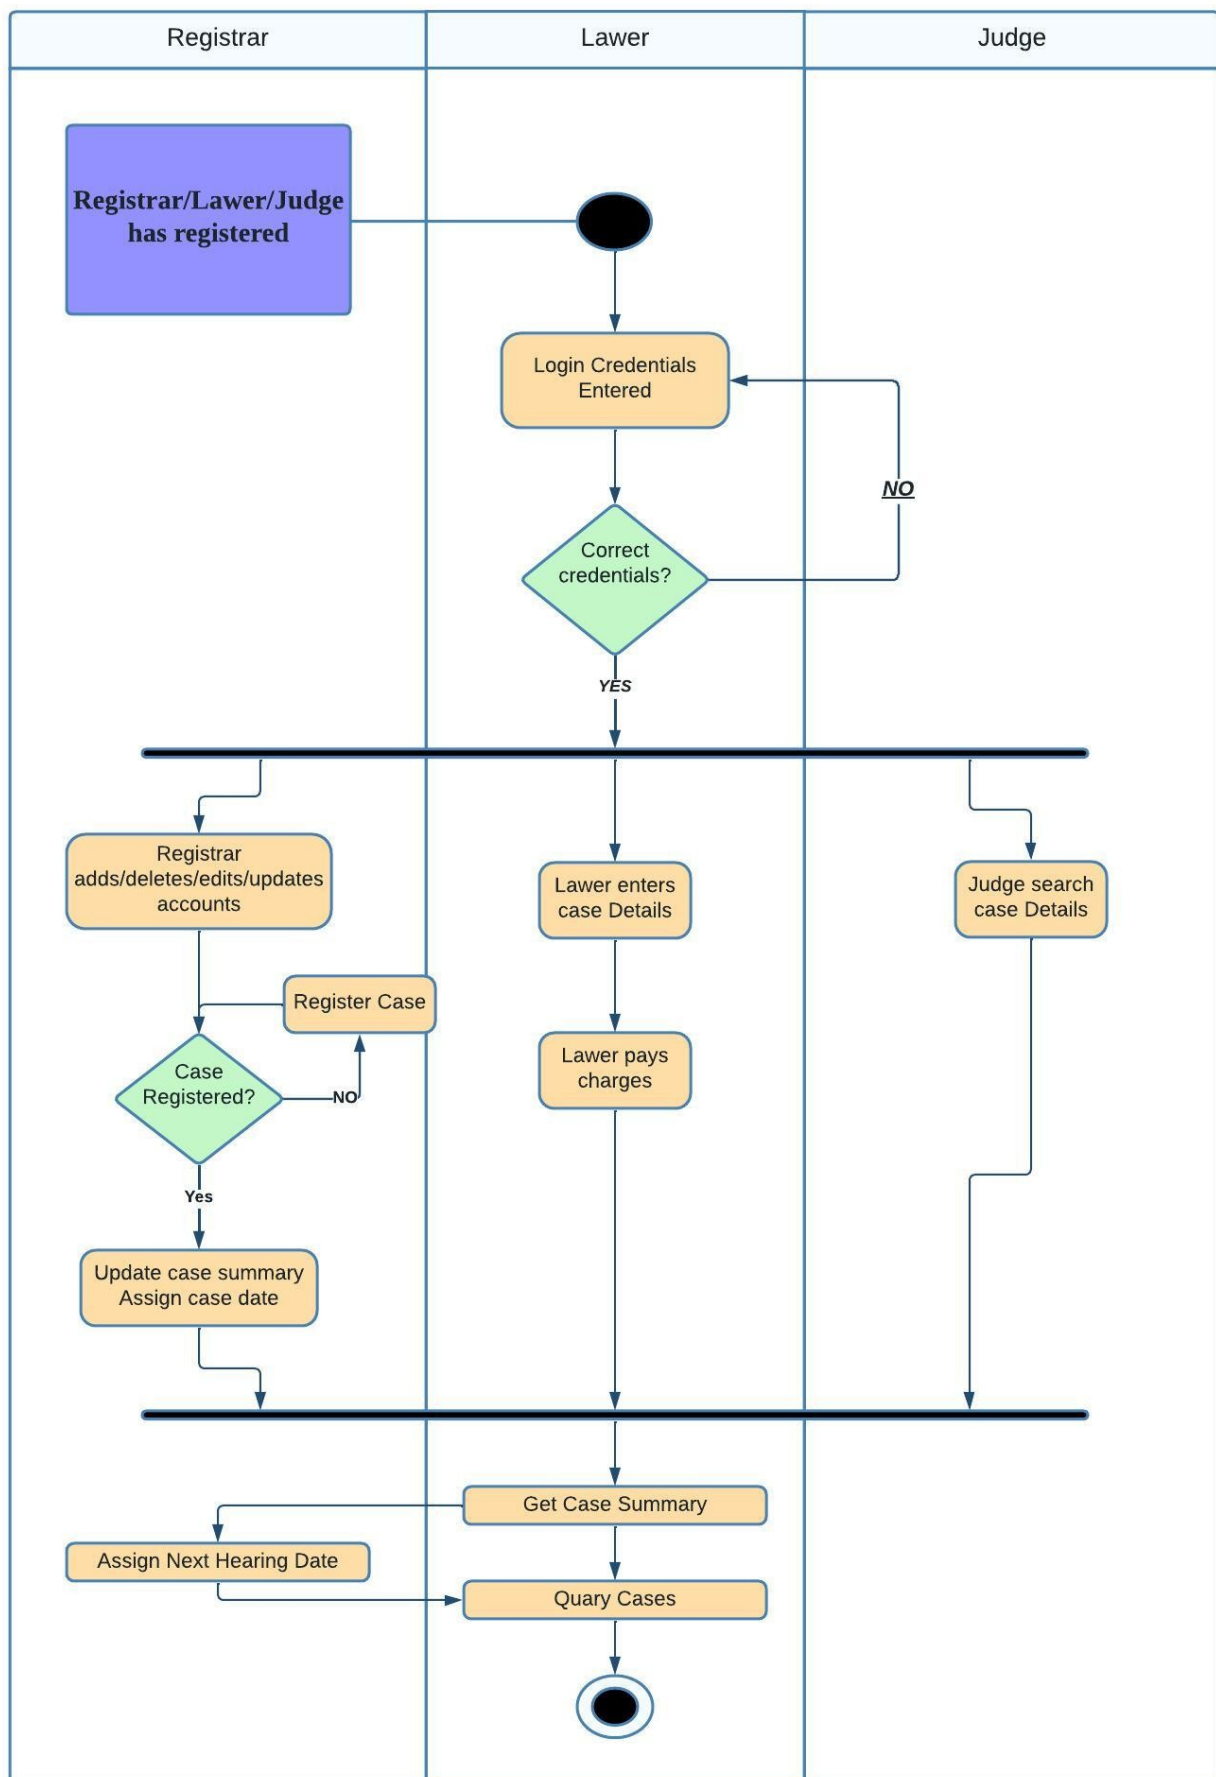 Registrar
Lawer
Judge
Registrar/Lawer/Judge
has registered
Login Credentials
Entered
NO
Correct
credentials?
YES
Registrar
adds/deletes/edits/updates
accounts
Lawer enters
case Details
Judge search
case Details
Register Case
Lawer pays
charges
Case
Registered?
NO
Yes
Update case summary
Assign case date
Get Case Summary
Assign Next Hearing Date
Quary Cases